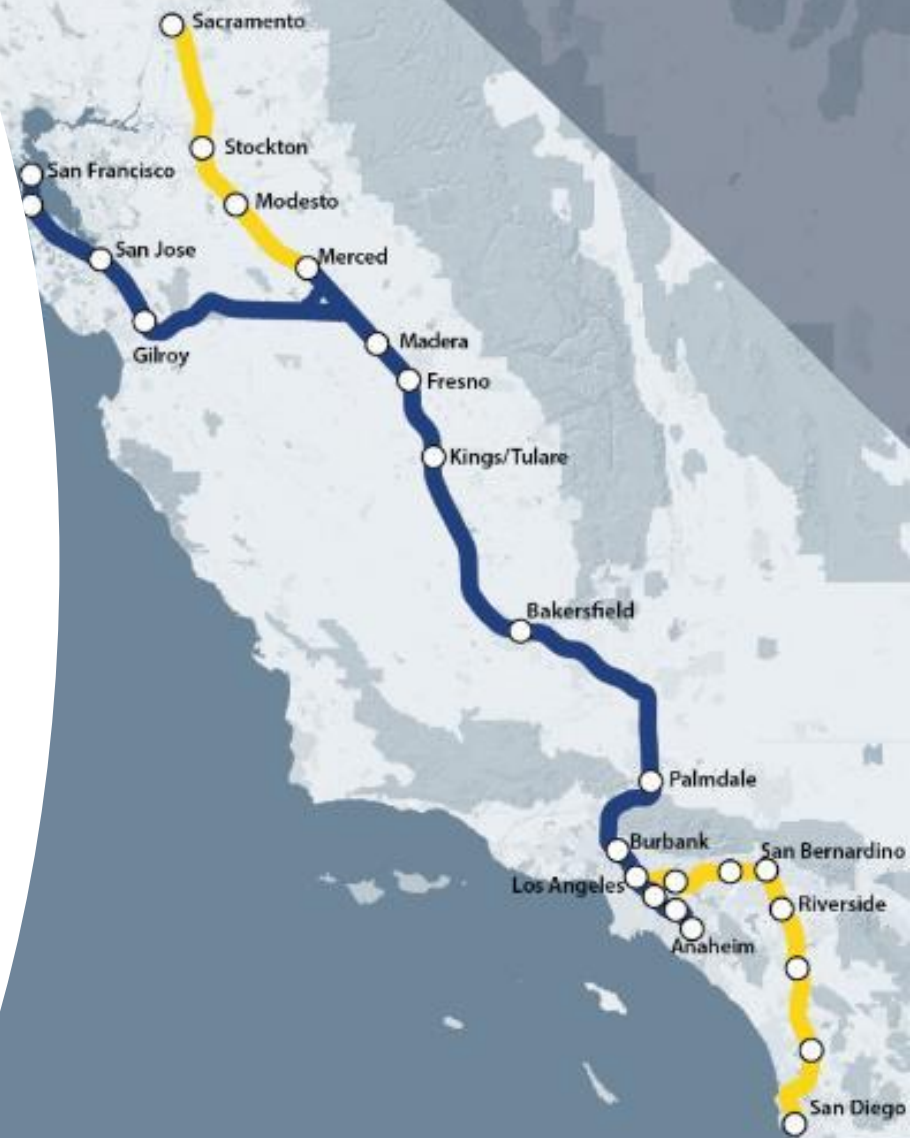 Sacramento
Stockton
San Francisco
Modesto
San Jose
Merced
Gilroy
Madera
Fresno
Kings/Tulare
Bakersfield
Palmdale
Burbank
San Bernardino
Los Angeles
Riverside
Anaheim
San Diego